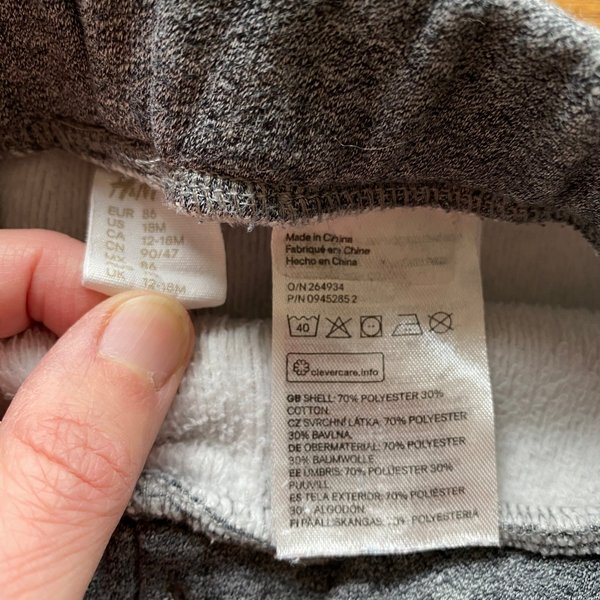 H&M
EUR 86
US 18M
CA 12-18M
CN 90/47
MX 86
UK 12-18M
Made in China
Fabriqué en Chine
Hecho en China
O/N 264934
P/N 0945285 2
40
clevercare.info
GB SHELL: 70% POLYESTER 30%
COTTON.
CZ SVRCHNÍ LÁTKA: 70% POLYESTER
30% BAVLNA.
DE OBERMATERIAL: 70% POLYESTER
30% BAUMWOLLE.
EE ÜMBRIS: 70% POLÜESTER 30%
PUUVILL.
ES TELA EXTERIOR: 70% POLIÉSTER
30% ALGODÓN.
FI PÄÄLLISKANGAS: 70% POLYESTERIA